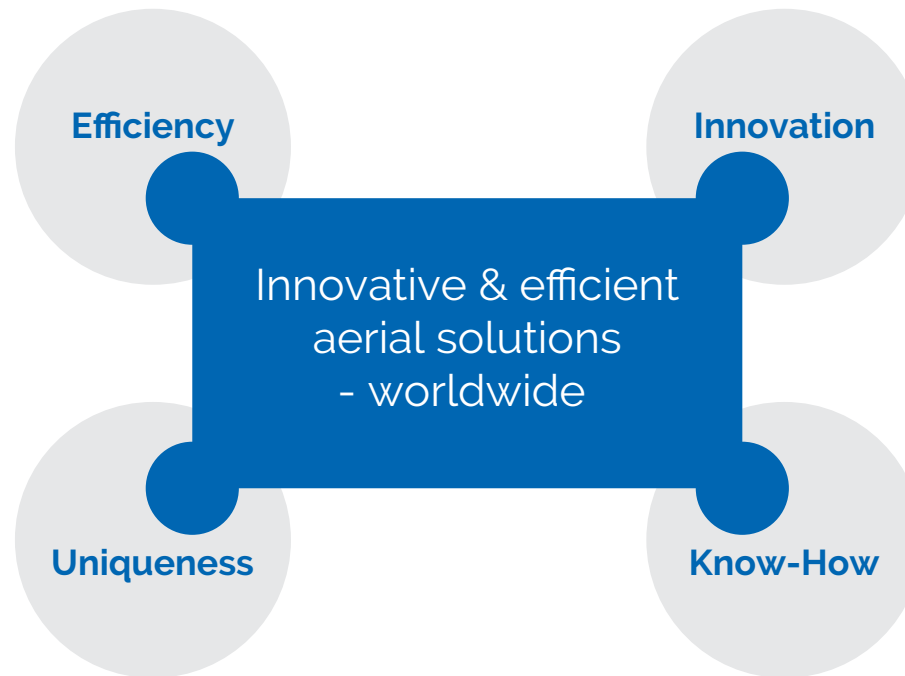 Efficiency
Innovation
Innovative & efficient
aerial solutions
- worldwide
Uniqueness
Know-How